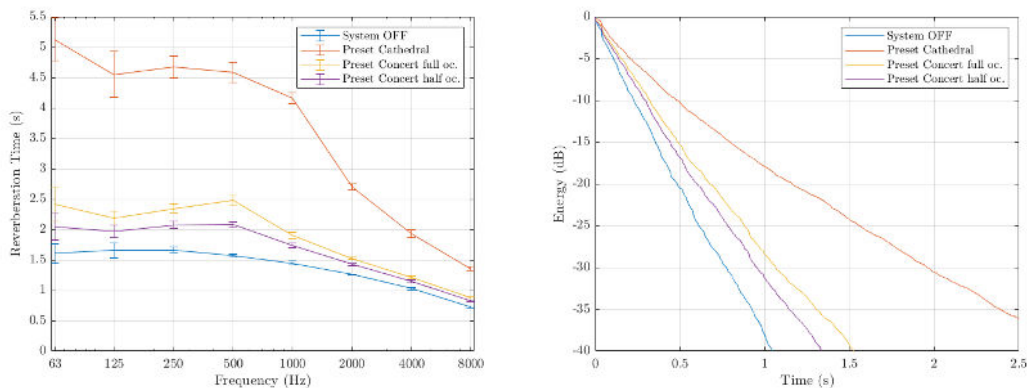 5.5
5
4.5
4
3.5
3
2.5
2
1.5
1
0.5
0
Reverberation Time (s)
System OFF
Preset Cathedral
Preset Concert full oc.
Preset Concert half oc.
63 125 250 500 1000 2000 4000 8000
Frequency (Hz)
0
-5
-10
-15
-20
-25
-30
-35
-40
Energy (dB)
System OFF
Preset Cathedral
Preset Concert full oc.
Preset Concert half oc.
0 0.5 1 1.5 2 2.5
Time (s)